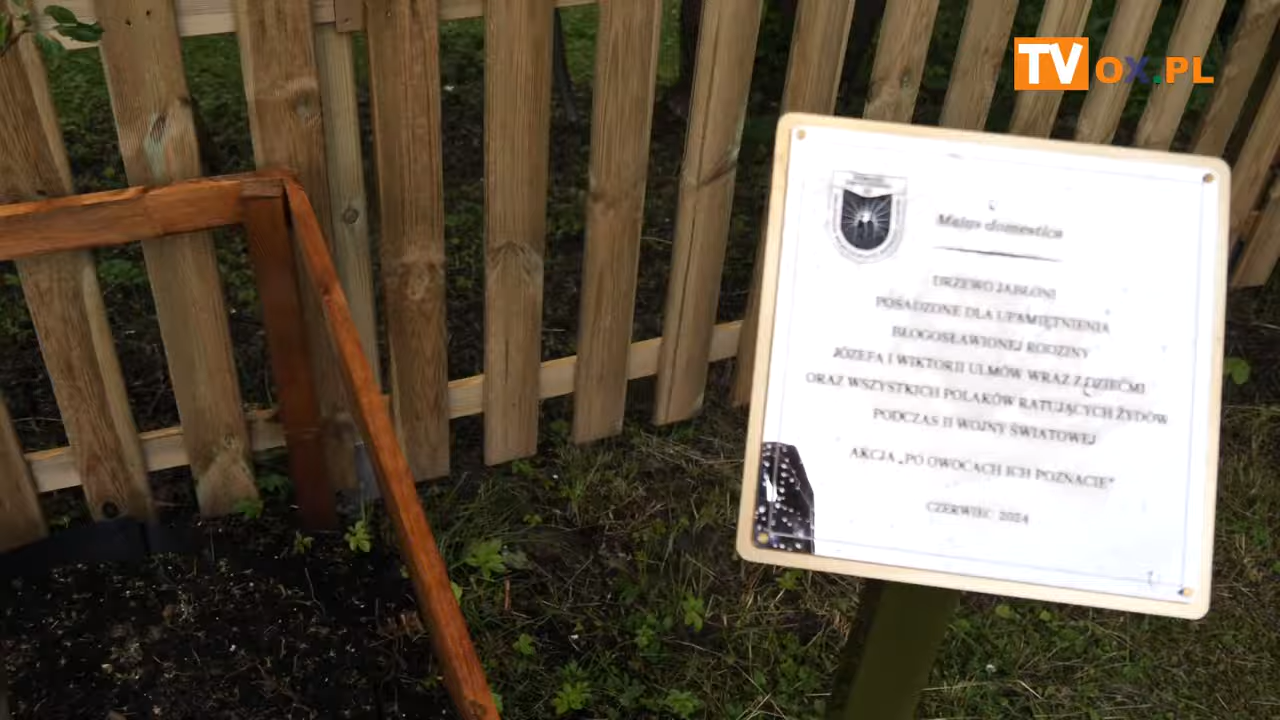 TVOX.PL
Malus domestica
DRZEWO JABŁONI
POSADZONE DLA UPAMIĘTNIENIA
BŁOGOSŁAWIONEJ RODZINY
JÓZEFA I WIKTORII ULMÓW WRAZ Z DZIEĆMI
ORAZ WSZYSTKICH POLAKÓW RATUJĄCYCH ŻYDÓW
PODCZAS II WOJNY ŚWIATOWEJ
AKCJA „PO OWOCACH ICH POZNACIE"
CZERWIEC 2024